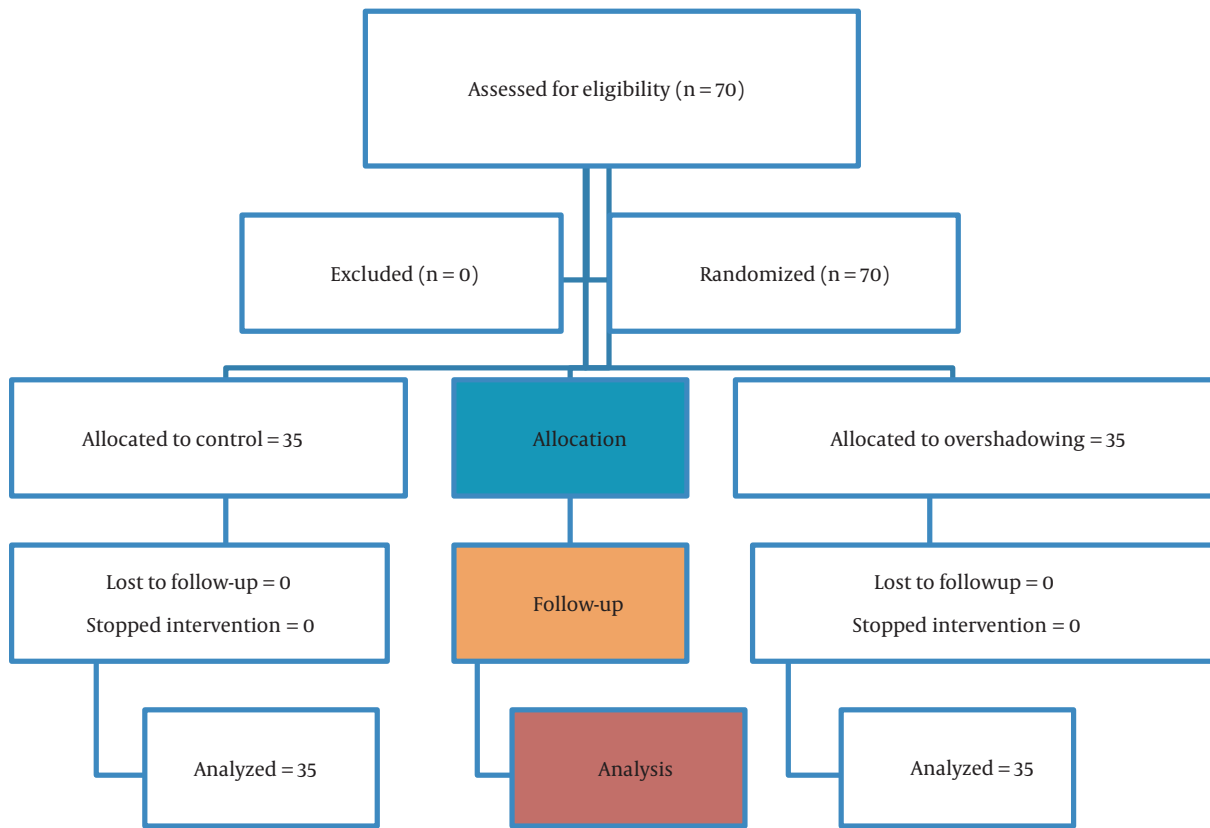 Assessed for eligibility (n = 70)
Excluded (n = 0)
Randomized (n = 70)
Allocated to control = 35
Allocation
Allocated to overshadowing = 35
Lost to follow-up = 0
Stopped intervention = 0
Follow-up
Lost to followup = 0
Stopped intervention = 0
Analyzed = 35
Analysis
Analyzed = 35